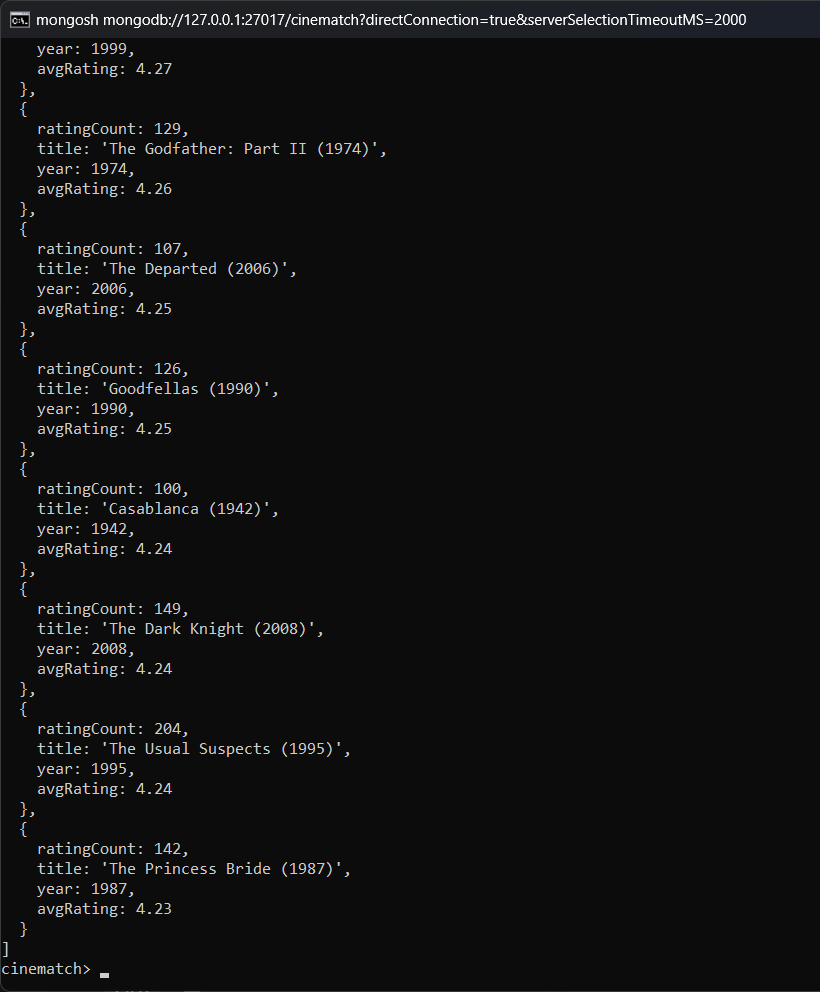 mongosh mongodb://127.0.0.1:27017/cinematch?directConnection=true&serverSelectionTimeoutMS=2000
    year: 1999,
    avgRating: 4.27
  },
  {
    ratingCount: 129,
    title: 'The Godfather: Part II (1974)',
    year: 1974,
    avgRating: 4.26
  },
  {
    ratingCount: 107,
    title: 'The Departed (2006)',
    year: 2006,
    avgRating: 4.25
  },
  {
    ratingCount: 126,
    title: 'Goodfellas (1990)',
    year: 1990,
    avgRating: 4.25
  },
  {
    ratingCount: 100,
    title: 'Casablanca (1942)',
    year: 1942,
    avgRating: 4.24
  },
  {
    ratingCount: 149,
    title: 'The Dark Knight (2008)',
    year: 2008,
    avgRating: 4.24
  },
  {
    ratingCount: 204,
    title: 'The Usual Suspects (1995)',
    year: 1995,
    avgRating: 4.24
  },
  {
    ratingCount: 142,
    title: 'The Princess Bride (1987)',
    year: 1987,
    avgRating: 4.23
  }
]
cinematch> _